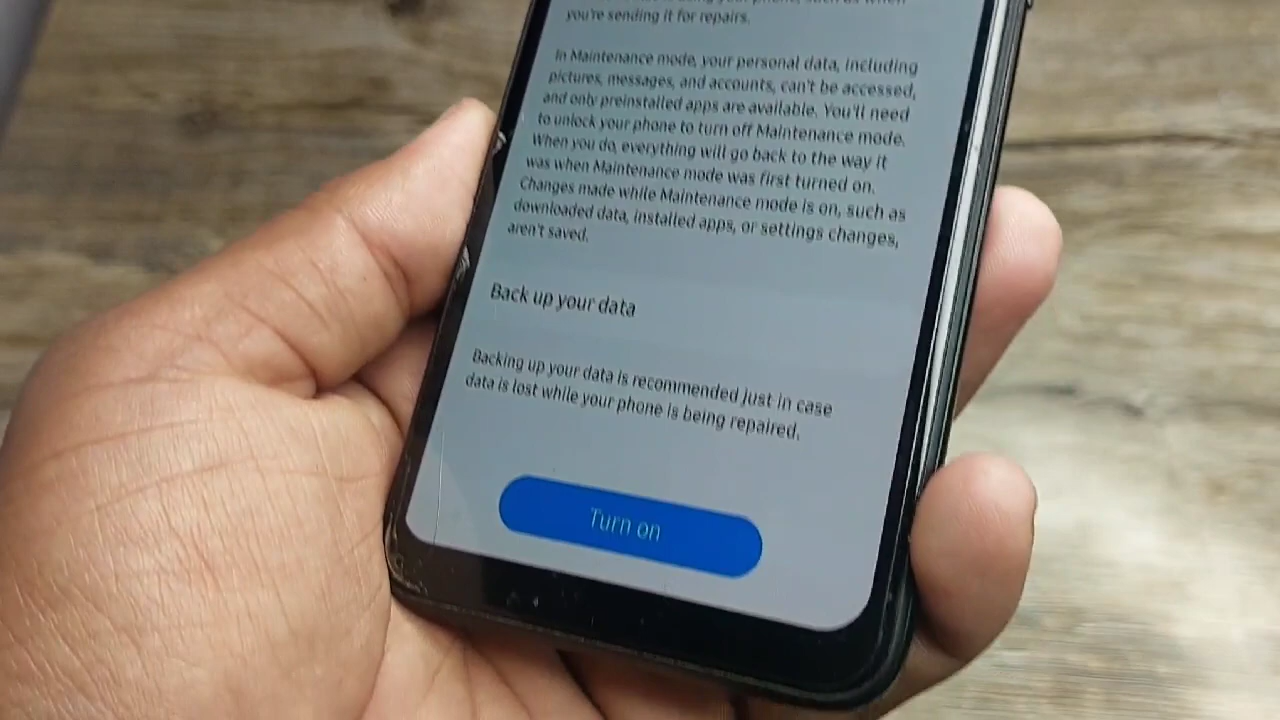 your phone, such as when
you're sending it for repairs.
In Maintenance mode, your personal data, including
pictures, messages, and accounts, can't be accessed,
and only preinstalled apps are available. You'll need
to unlock your phone to turn off Maintenance mode.
When you do, everything will go back to the way it
was when Maintenance mode was first turned on.
Changes made while Maintenance mode is on, such as
downloaded data, installed apps, or settings changes,
aren't saved.
Back up your data
Backing up your data is recommended just in case
data is lost while your phone is being repaired.
Turn on